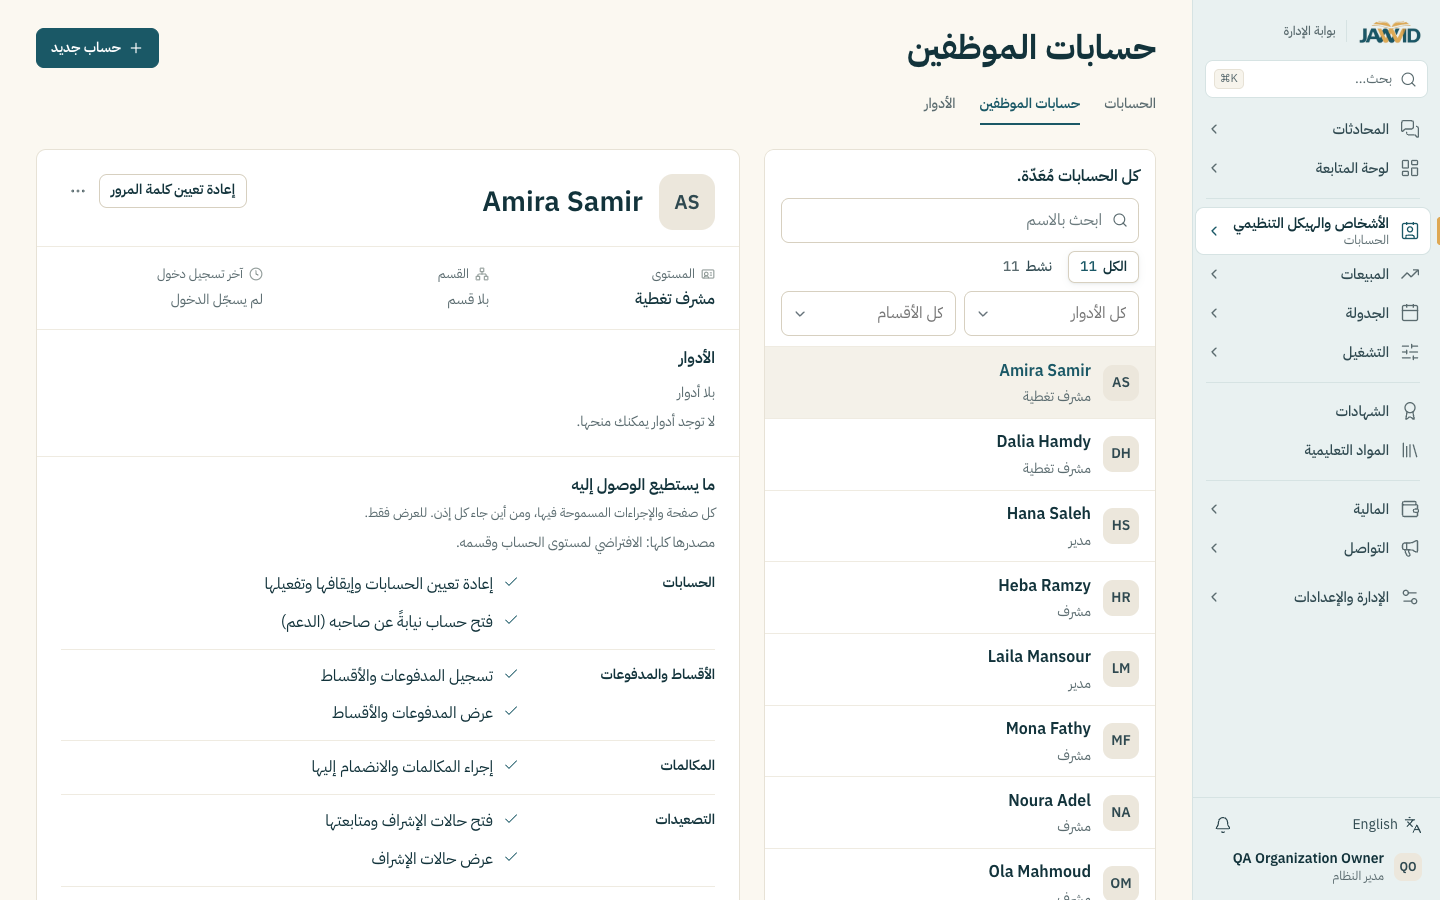 JAWWID
بوابة الإدارة
بحث...
⌘K
المحادثات
لوحة المتابعة
الأشخاص والهيكل التنظيمي
الحسابات
المبيعات
الجدولة
التشغيل
الشهادات
المواد التعليمية
المالية
التواصل
الإدارة والإعدادات
English
QA Organization Owner
مدير النظام
QO
حسابات الموظفين
حساب جديد
الحسابات
حسابات الموظفين
الأدوار
كل الحسابات مُعَدّة.
ابحث بالاسم
الكل 11
نشط 11
كل الأدوار
كل الأقسام
AS
Amira Samir
مشرف تغطية
DH
Dalia Hamdy
مشرف تغطية
HS
Hana Saleh
مدير
HR
Heba Ramzy
مشرف
LM
Laila Mansour
مدير
MF
Mona Fathy
مشرف
NA
Noura Adel
مشرف
OM
Ola Mahmoud
مشرف
AS
Amira Samir
إعادة تعيين كلمة المرور
المستوى
مشرف تغطية
القسم
بلا قسم
آخر تسجيل دخول
لم يسجّل الدخول
الأدوار
بلا أدوار
لا توجد أدوار يمكنك منحها.
ما يستطيع الوصول إليه
كل صفحة والإجراءات المسموحة فيها، ومن أين جاء كل إذن. للعرض فقط.
مصدرها كلها: الافتراضي لمستوى الحساب وقسمه.
الحسابات
إعادة تعيين الحسابات وإيقافها وتفعيلها
فتح حساب نيابةً عن صاحبه (الدعم)
الأقساط والمدفوعات
تسجيل المدفوعات والأقساط
عرض المدفوعات والأقساط
المكالمات
إجراء المكالمات والانضمام إليها
التصعيدات
فتح حالات الإشراف ومتابعتها
عرض حالات الإشراف